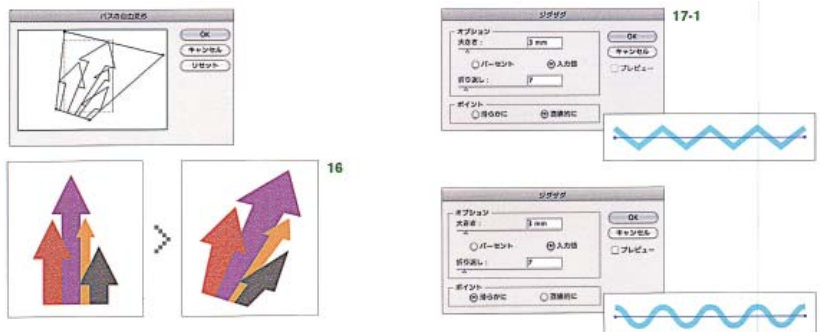 パスの自由変形
OK
キャンセル
リセット
16
ジグザグ
オプション
大きさ： 3 mm
パーセント 入力値
折り返し： 7
ポイント
滑らかに 直線的に
OK
キャンセル
プレビュー
17-1
ジグザグ
オプション
大きさ： 3 mm
パーセント 入力値
折り返し： 7
ポイント
滑らかに 直線的に
OK
キャンセル
プレビュー